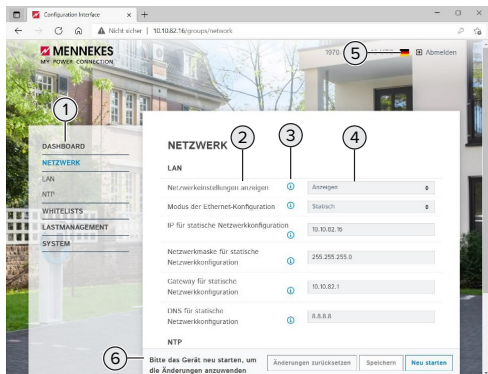 Configuration Interface
Nicht sicher
10.10.82.16/groups/network
MENNEKES
MY POWER CONNECTION
1970
5
Abmelden
1
DASHBOARD
NETZWERK
LAN
NTP
WHITELISTS
LASTMANAGEMENT
SYSTEM
NETZWERK
2
3
4
LAN
Netzwerkeinstellungen anzeigen
Anzeigen
Modus der Ethernet-Konfiguration
Statisch
IP für statische Netzwerkkonfiguration
10.10.82.16
Netzwerkmaske für statische
Netzwerkkonfiguration
255.255.255.0
Gateway für statische
Netzwerkkonfiguration
10.10.82.1
DNS für statische
Netzwerkkonfiguration
8.8.8.8
NTP
6
Bitte das Gerät neu starten, um
die Änderungen anzuwenden
Änderungen zurücksetzen
Speichern
Neu starten